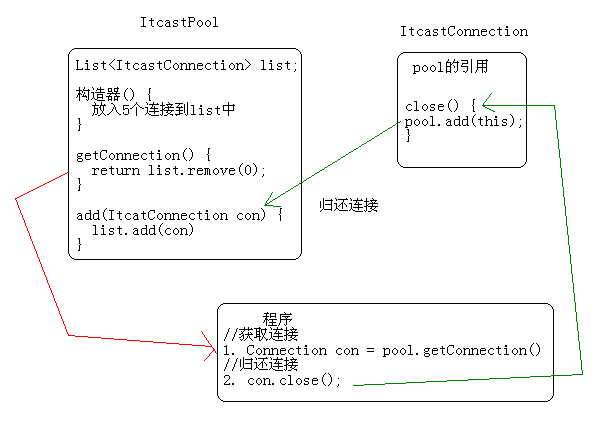 ItcastPool
List<ItcastConnection> list;
构造器() {
放入5个连接到list中
}
getConnection() {
return list.remove(0);
}
add(ItcatConnection con) {
list.add(con)
}
ItcastConnection
pool的引用
close() {
pool.add(this);
}
归还连接
程序
//获取连接
1. Connection con = pool.getConnection()
//归还连接
2. con.close();